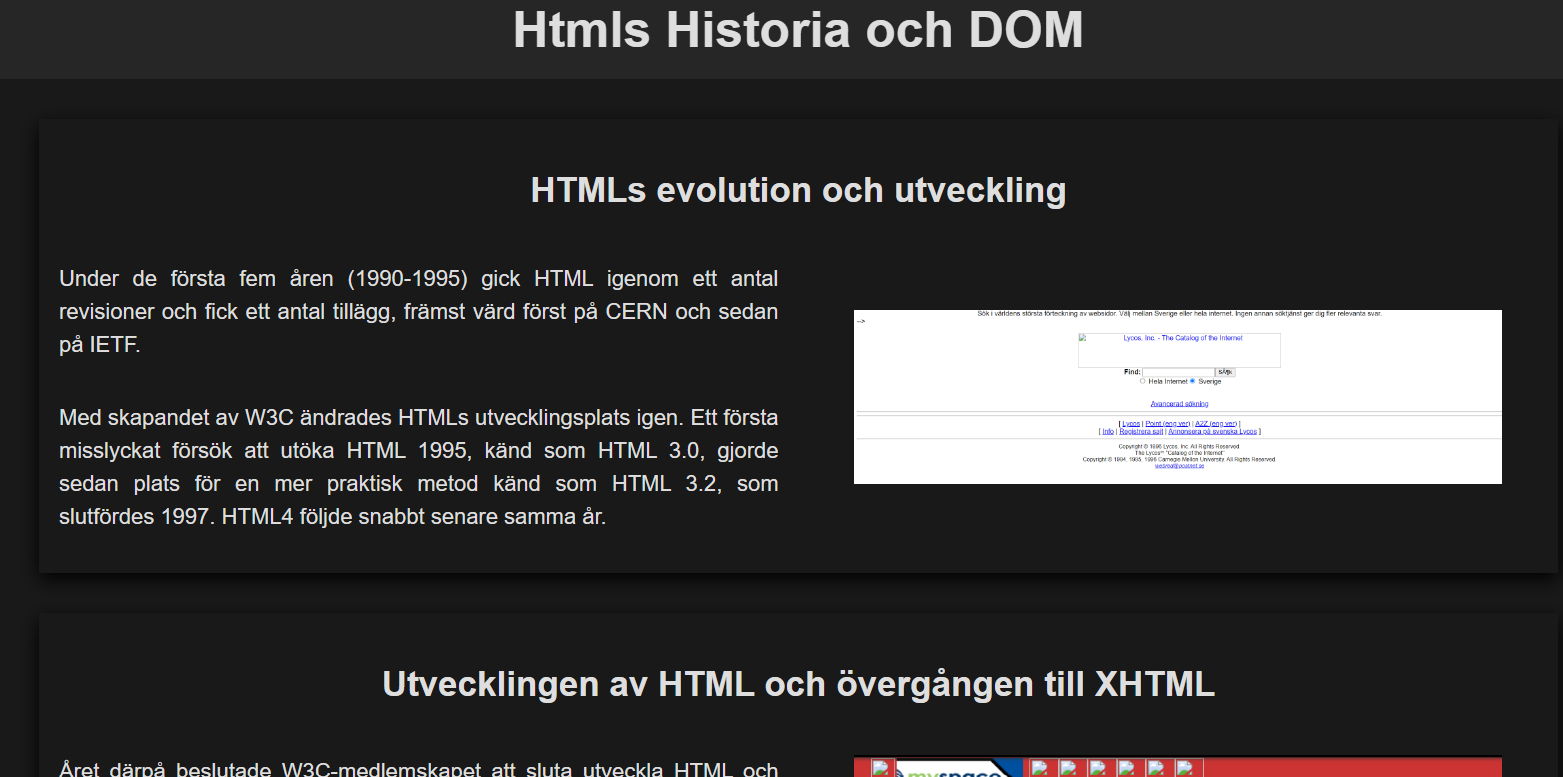 Htmls Historia och DOM
HTMLs evolution och utveckling
Under de första fem åren (1990-1995) gick HTML igenom ett antal
revisioner och fick ett antal tillägg, främst värd först på CERN och sedan
på IETF.
Med skapandet av W3C ändrades HTMLs utvecklingsplats igen. Ett första
misslyckat försök att utöka HTML 1995, känd som HTML 3.0, gjorde
sedan plats för en mer praktisk metod känd som HTML 3.2, som
slutfördes 1997. HTML4 följde snabbt senare samma år.
Sök i världens största förteckning av websidor. Välj mellan Sverige eller hela internet. Ingen annan söktjänst ger dig fler relevanta svar.
-->
Lycos, Inc. - The Catalog of the Internet
Find: SÃ¶k
Hela Internet Sverige
Avancerad sökning
[ Lycos | Point (eng ver) | A2Z (eng ver) ]
[ Info | Registrera sajt | Annonsera på svenska Lycos ]
Copyright © 1996 Lycos, Inc. All Rights Reserved.
The Lycos™ "Catalog of the Internet"
Copyright © 1994, 1995, 1996 Carnegie Mellon University. All Rights Reserved.
Utvecklingen av HTML och övergången till XHTML
Året därpå beslutade W3C-medlemskapet att sluta utveckla HTML och
myspace